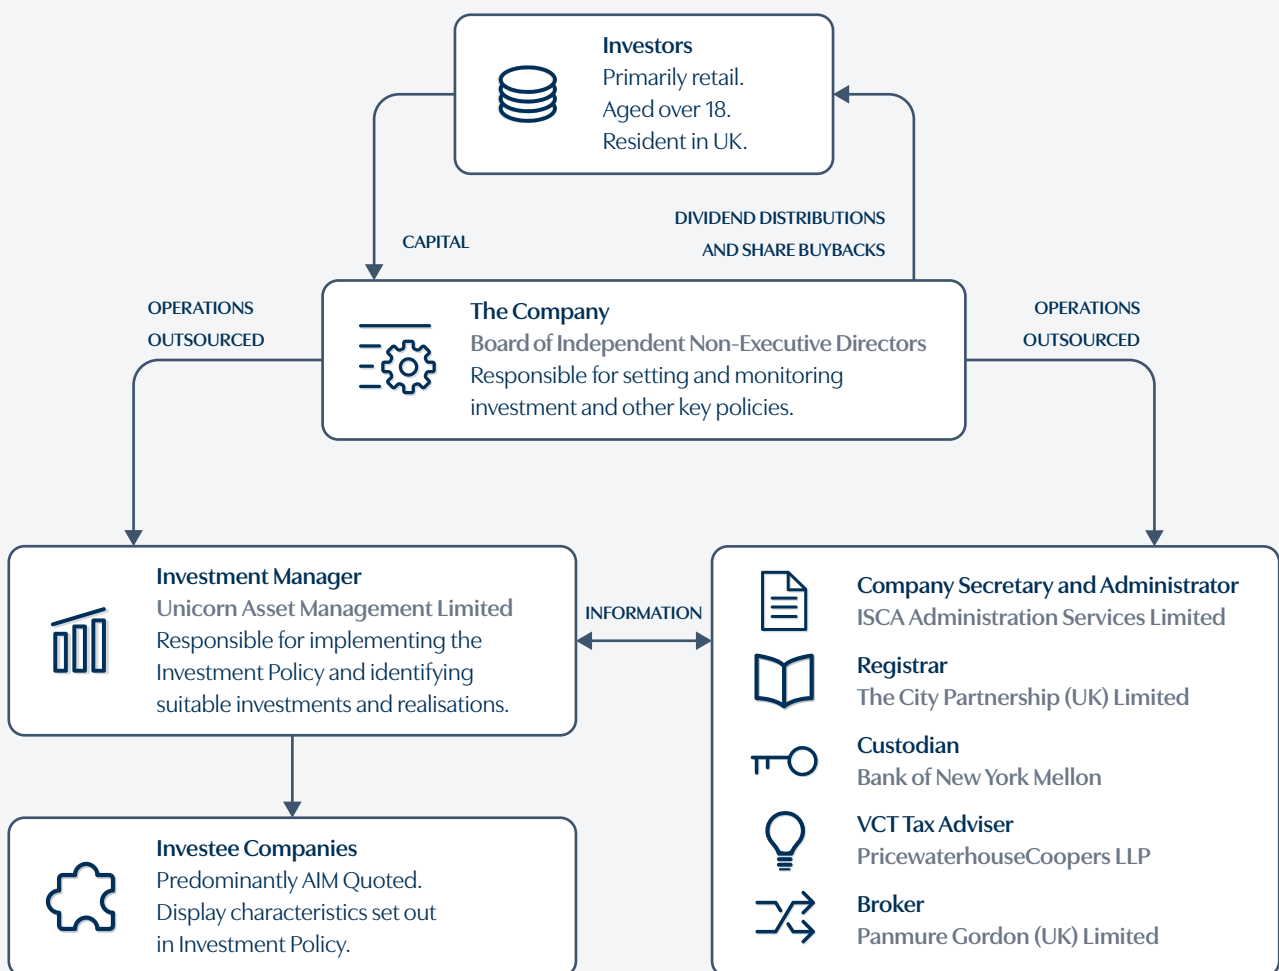 Investors
Primarily retail.
Aged over 18.
Resident in UK.
CAPITAL
DIVIDEND DISTRIBUTIONS
AND SHARE BUYBACKS
OPERATIONS
OUTSOURCED
The Company
Board of Independent Non-Executive Directors
Responsible for setting and monitoring
investment and other key policies.
OPERATIONS
OUTSOURCED
Investment Manager
Unicorn Asset Management Limited
Responsible for implementing the
Investment Policy and identifying
suitable investments and realisations.
INFORMATION
Company Secretary and Administrator
ISCA Administration Services Limited
Registrar
The City Partnership (UK) Limited
Custodian
Bank of New York Mellon
VCT Tax Adviser
PricewaterhouseCoopers LLP
Broker
Panmure Gordon (UK) Limited
Investee Companies
Predominantly AIM Quoted.
Display characteristics set out
in Investment Policy.